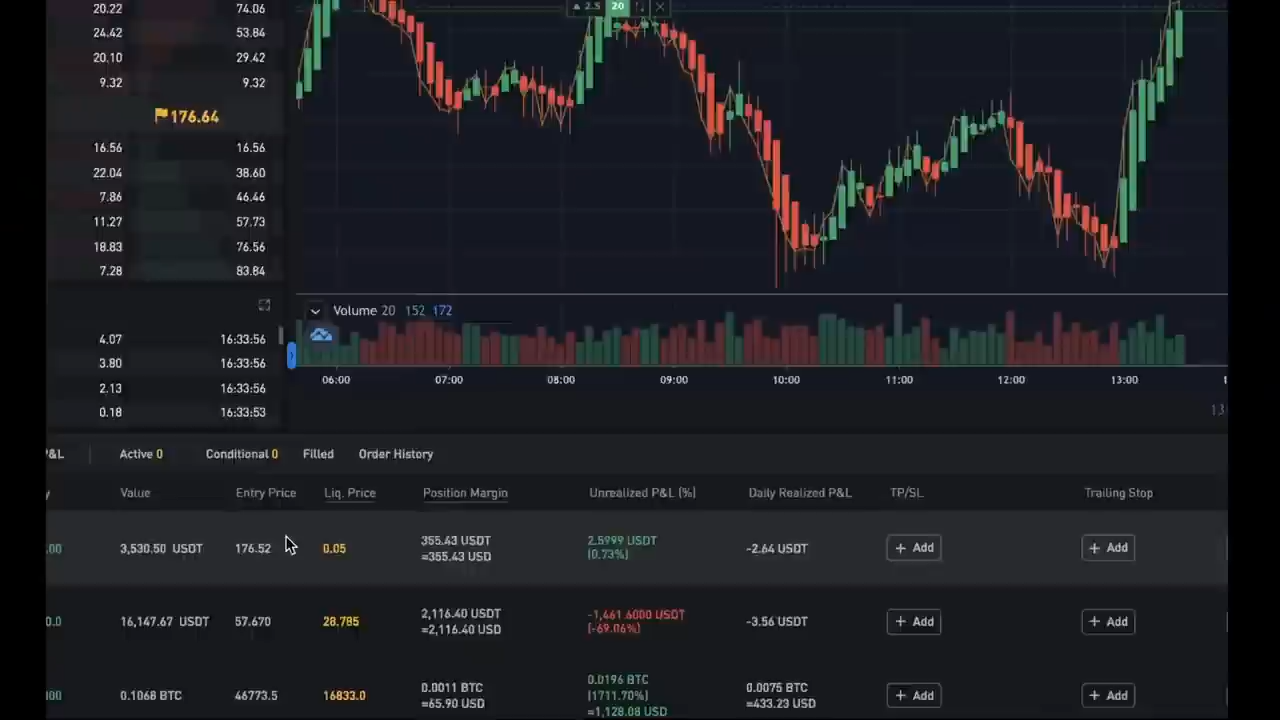 20.22 74.06
24.42 53.84
20.10 29.42
9.32 9.32
176.64
16.56 16.56
22.04 38.60
7.86 46.46
11.27 57.73
18.83 76.56
7.28 83.84
4.07 16:33:56
3.80 16:33:56
2.13 16:33:56
0.18 16:33:53
2.5 20
Volume 20 152 172
06:00 07:00 08:00 09:00 10:00 11:00 12:00 13:00
13
&L Active 0 Conditional 0 Filled Order History
y Value Entry Price Liq. Price Position Margin Unrealized P&L (%) Daily Realized P&L TP/SL Trailing Stop
.00 3,530.50 USDT 176.52 0.05 355.43 USDT 2.5999 USDT -2.64 USDT + Add + Add
≈355.43 USD (0.73%)
0.0 16,147.67 USDT 57.670 28.785 2,116.40 USDT -1,461.6000 USDT -3.56 USDT + Add + Add
≈2,116.40 USD (-69.06%)
00 0.1068 BTC 46773.5 16833.0 0.0011 BTC 0.0196 BTC 0.0075 BTC + Add + Add
≈65.90 USD (1711.70%) ≈433.23 USD
≈1,128.08 USD